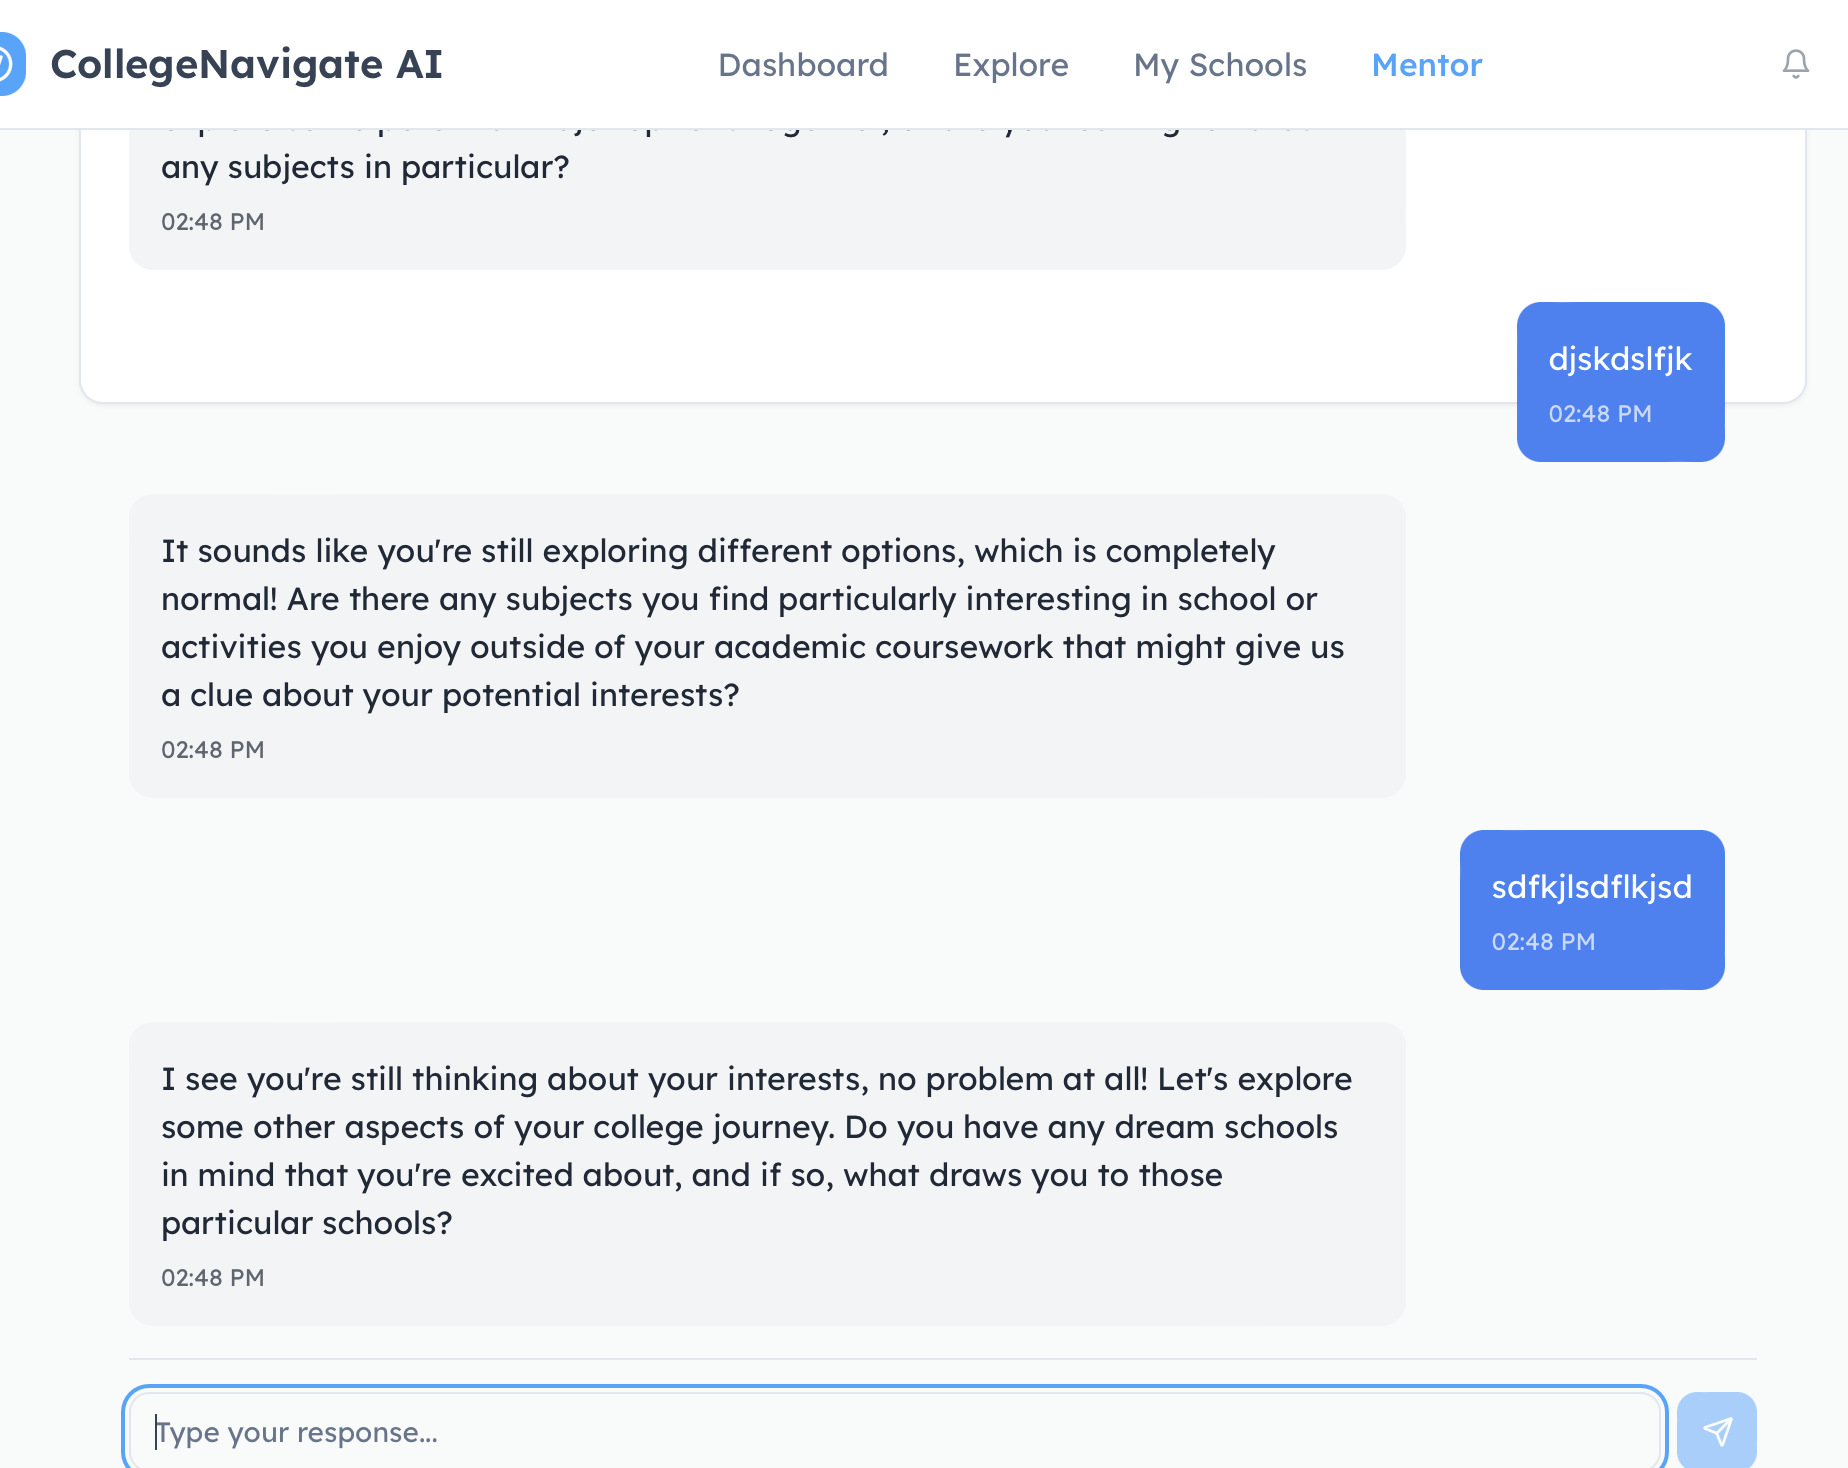 CollegeNavigate AI
Dashboard
Explore
My Schools
Mentor
any subjects in particular?
02:48 PM
djskdslfjk
02:48 PM
It sounds like you're still exploring different options, which is completely
normal! Are there any subjects you find particularly interesting in school or
activities you enjoy outside of your academic coursework that might give us
a clue about your potential interests?
02:48 PM
sdfkjlsdflkjsd
02:48 PM
I see you're still thinking about your interests, no problem at all! Let's explore
some other aspects of your college journey. Do you have any dream schools
in mind that you're excited about, and if so, what draws you to those
particular schools?
02:48 PM
Type your response...